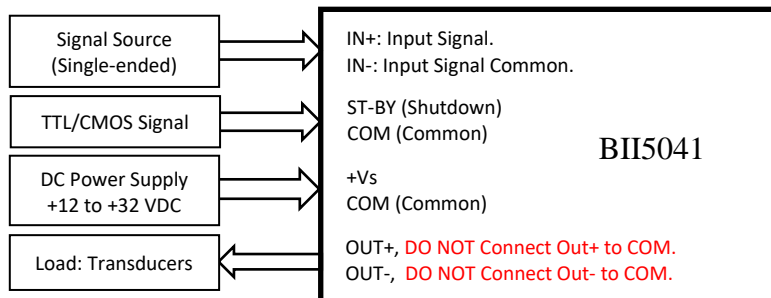 Signal Source
(Single-ended)
IN+: Input Signal.
IN-: Input Signal Common.
TTL/CMOS Signal
ST-BY (Shutdown)
COM (Common)
BII5041
DC Power Supply
+12 to +32 VDC
+Vs
COM (Common)
Load: Transducers
OUT+, DO NOT Connect Out+ to COM.
OUT-, DO NOT Connect Out- to COM.